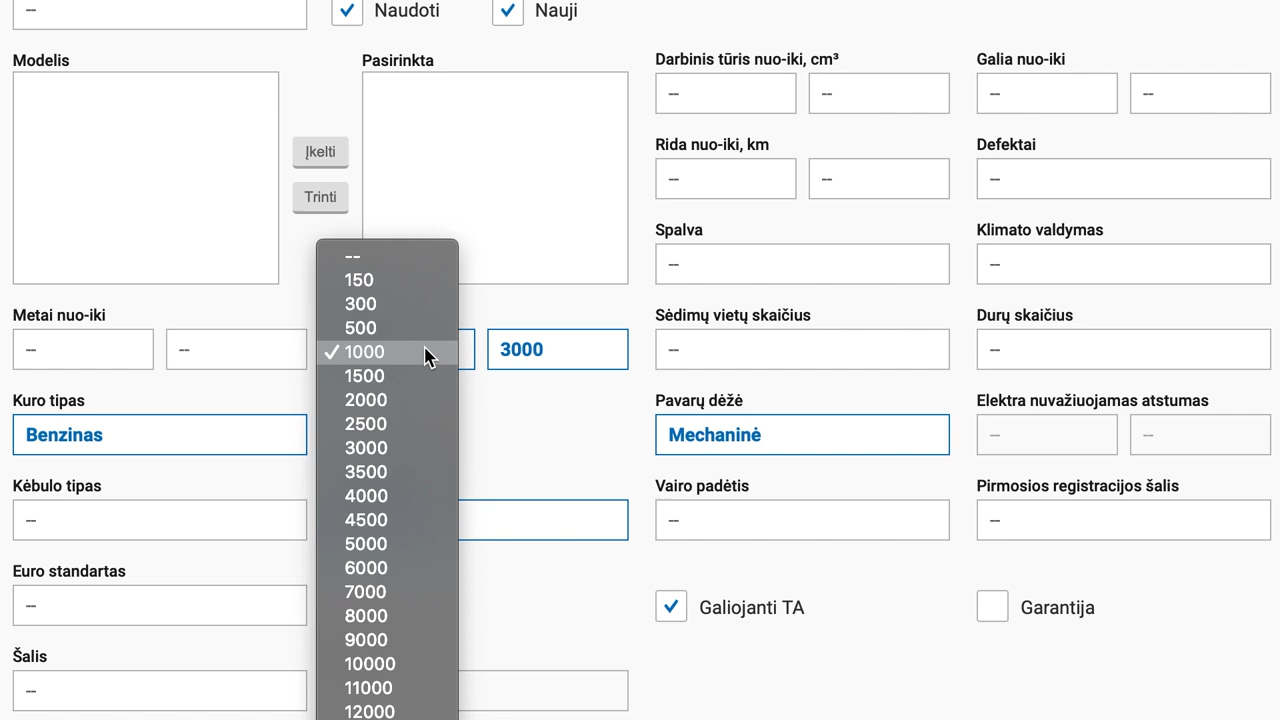 --
Naudoti
Nauji
Modelis
Pasirinkta
Įkelti
Trinti
Darbinis tūris nuo-iki, cm³
--
--
Galia nuo-iki
--
--
Rida nuo-iki, km
--
--
Defektai
--
Spalva
--
Klimato valdymas
--
Metai nuo-iki
--
--
3000
Sėdimų vietų skaičius
--
Durų skaičius
--
Kuro tipas
Benzinas
Pavarų dėžė
Mechaninė
Elektra nuvažiuojamas atstumas
--
--
Kėbulo tipas
--
Vairo padėtis
--
Pirmosios registracijos šalis
--
Euro standartas
--
Galiojanti TA
Garantija
Šalis
--
--
150
300
500
1000
1500
2000
2500
3000
3500
4000
4500
5000
6000
7000
8000
9000
10000
11000
12000